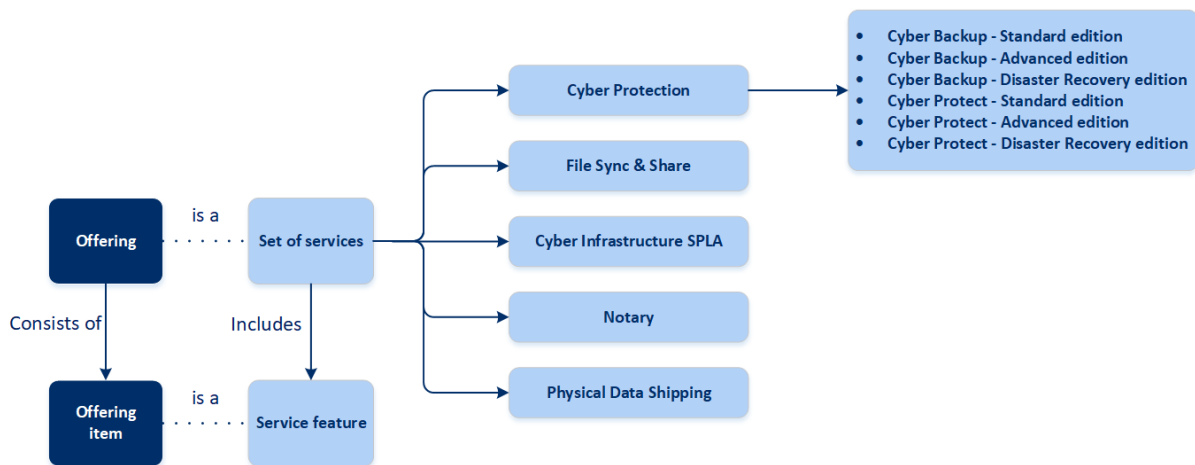 Cyber Backup - Standard edition
Cyber Backup - Advanced edition
Cyber Backup - Disaster Recovery edition
Cyber Protect - Standard edition
Cyber Protect - Advanced edition
Cyber Protect - Disaster Recovery edition
Cyber Protection
File Sync & Share
is a
Offering
Set of services
Cyber Infrastructure SPLA
Consists of
Includes
Notary
is a
Offering
item
Service feature
Physical Data Shipping